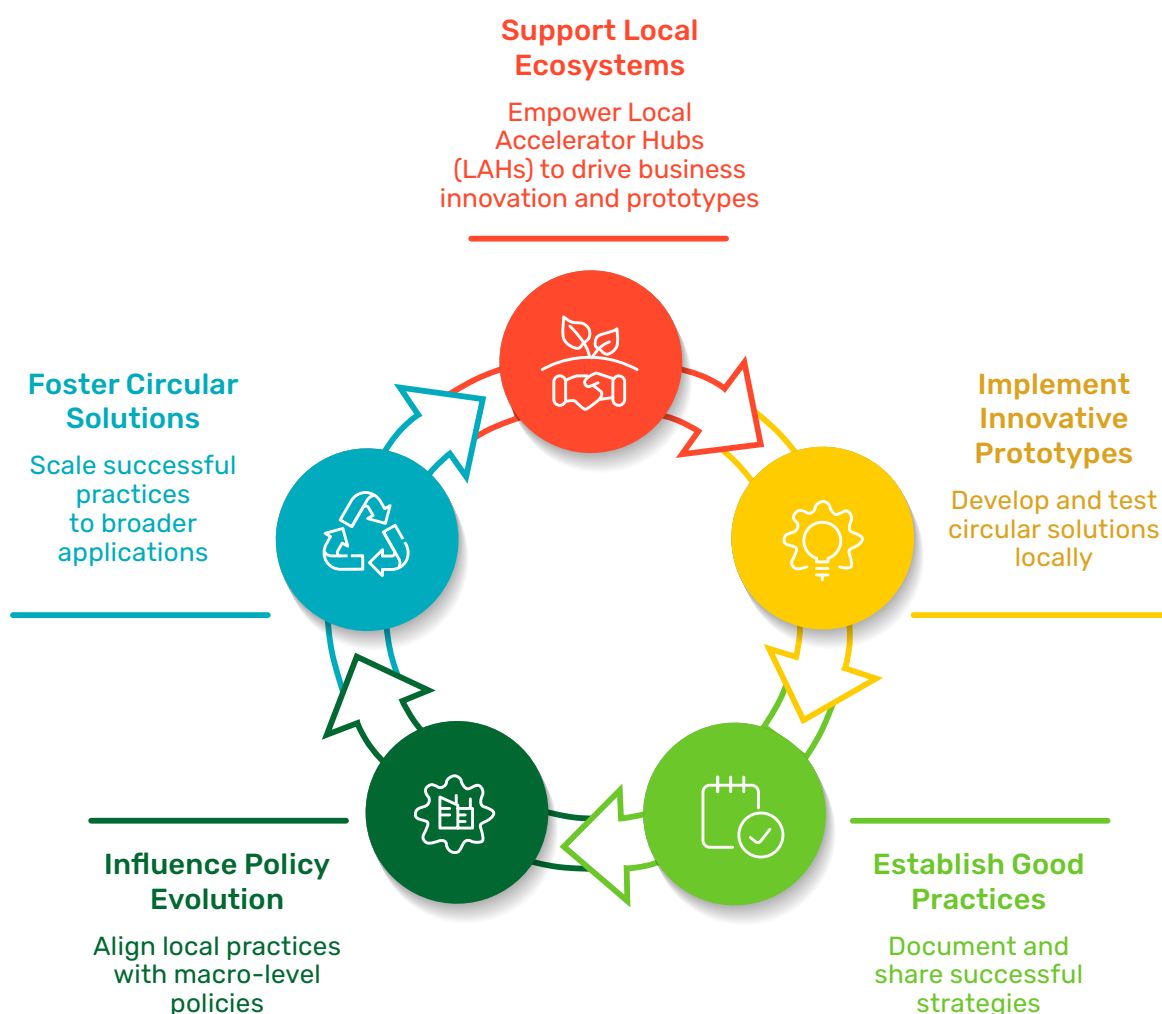 Support Local
Ecosystems
Empower Local
Accelerator Hubs
(LAHs) to drive business
innovation and prototypes
Implement
Innovative
Prototypes
Develop and test
circular solutions
locally
Establish Good
Practices
Document and
share successful
strategies
Influence Policy
Evolution
Align local practices
with macro-level
policies
Foster Circular
Solutions
Scale successful
practices
to broader
applications